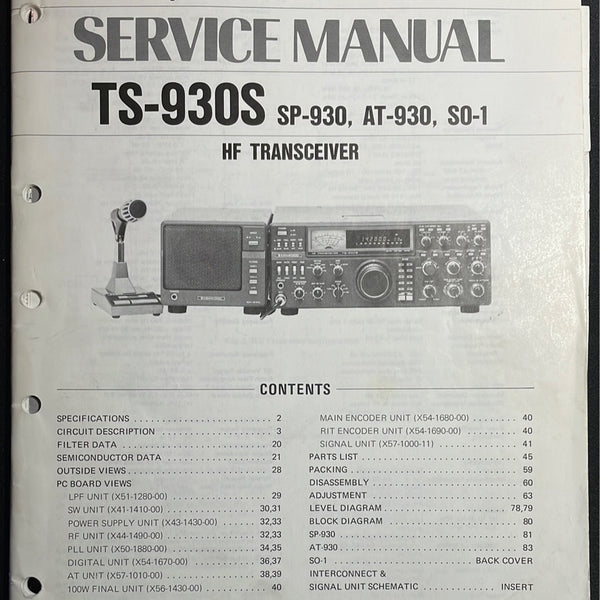 SERVICE MANUAL
TS-930S SP-930, AT-930, SO-1
HF TRANSCEIVER
KENWOOD
CONTENTS
SPECIFICATIONS . . . . . . . . . . . . . . . . . . . . . . . . . . . . . . 2
CIRCUIT DESCRIPTION . . . . . . . . . . . . . . . . . . . . . . . . 3
FILTER DATA . . . . . . . . . . . . . . . . . . . . . . . . . . . . . . . . 20
SEMICONDUCTOR DATA . . . . . . . . . . . . . . . . . . . . . . . 21
OUTSIDE VIEWS . . . . . . . . . . . . . . . . . . . . . . . . . . . . . . 28
PC BOARD VIEWS
LPF UNIT (X51-1280-00) . . . . . . . . . . . . . . . . . . . . . 29
SW UNIT (X41-1410-00) . . . . . . . . . . . . . . . . . . . 30,31
POWER SUPPLY UNIT (X43-1430-00) . . . . . . . . 32,33
RF UNIT (X44-1490-00) . . . . . . . . . . . . . . . . . . . 32,33
PLL UNIT (X50-1880-00) . . . . . . . . . . . . . . . . . . 34,35
DIGITAL UNIT (X54-1670-00) . . . . . . . . . . . . . . 36,37
AT UNIT (X57-1010-00) . . . . . . . . . . . . . . . . . . . 38,39
100W FINAL UNIT (X56-1430-00) . . . . . . . . . . . . . 40
MAIN ENCODER UNIT (X54-1680-00) . . . . . . . . . 40
RIT ENCODER UNIT (X54-1690-00) . . . . . . . . . . . 40
SIGNAL UNIT (X57-1000-11) . . . . . . . . . . . . . . . . 41
PARTS LIST . . . . . . . . . . . . . . . . . . . . . . . . . . . . . . . 45
PACKING . . . . . . . . . . . . . . . . . . . . . . . . . . . . . . . . . 59
DISASSEMBLY . . . . . . . . . . . . . . . . . . . . . . . . . . . . . 60
ADJUSTMENT . . . . . . . . . . . . . . . . . . . . . . . . . . . . . 63
LEVEL DIAGRAM . . . . . . . . . . . . . . . . . . . . . . . . 78,79
BLOCK DIAGRAM . . . . . . . . . . . . . . . . . . . . . . . . . . 80
SP-930 . . . . . . . . . . . . . . . . . . . . . . . . . . . . . . . . . . . 81
AT-930 . . . . . . . . . . . . . . . . . . . . . . . . . . . . . . . . . . . 83
SO-1 . . . . . . . . . . . . . . . . . . . . . . . . . . BACK COVER
INTERCONNECT &
SIGNAL UNIT SCHEMATIC . . . . . . . . . . . . . INSERT